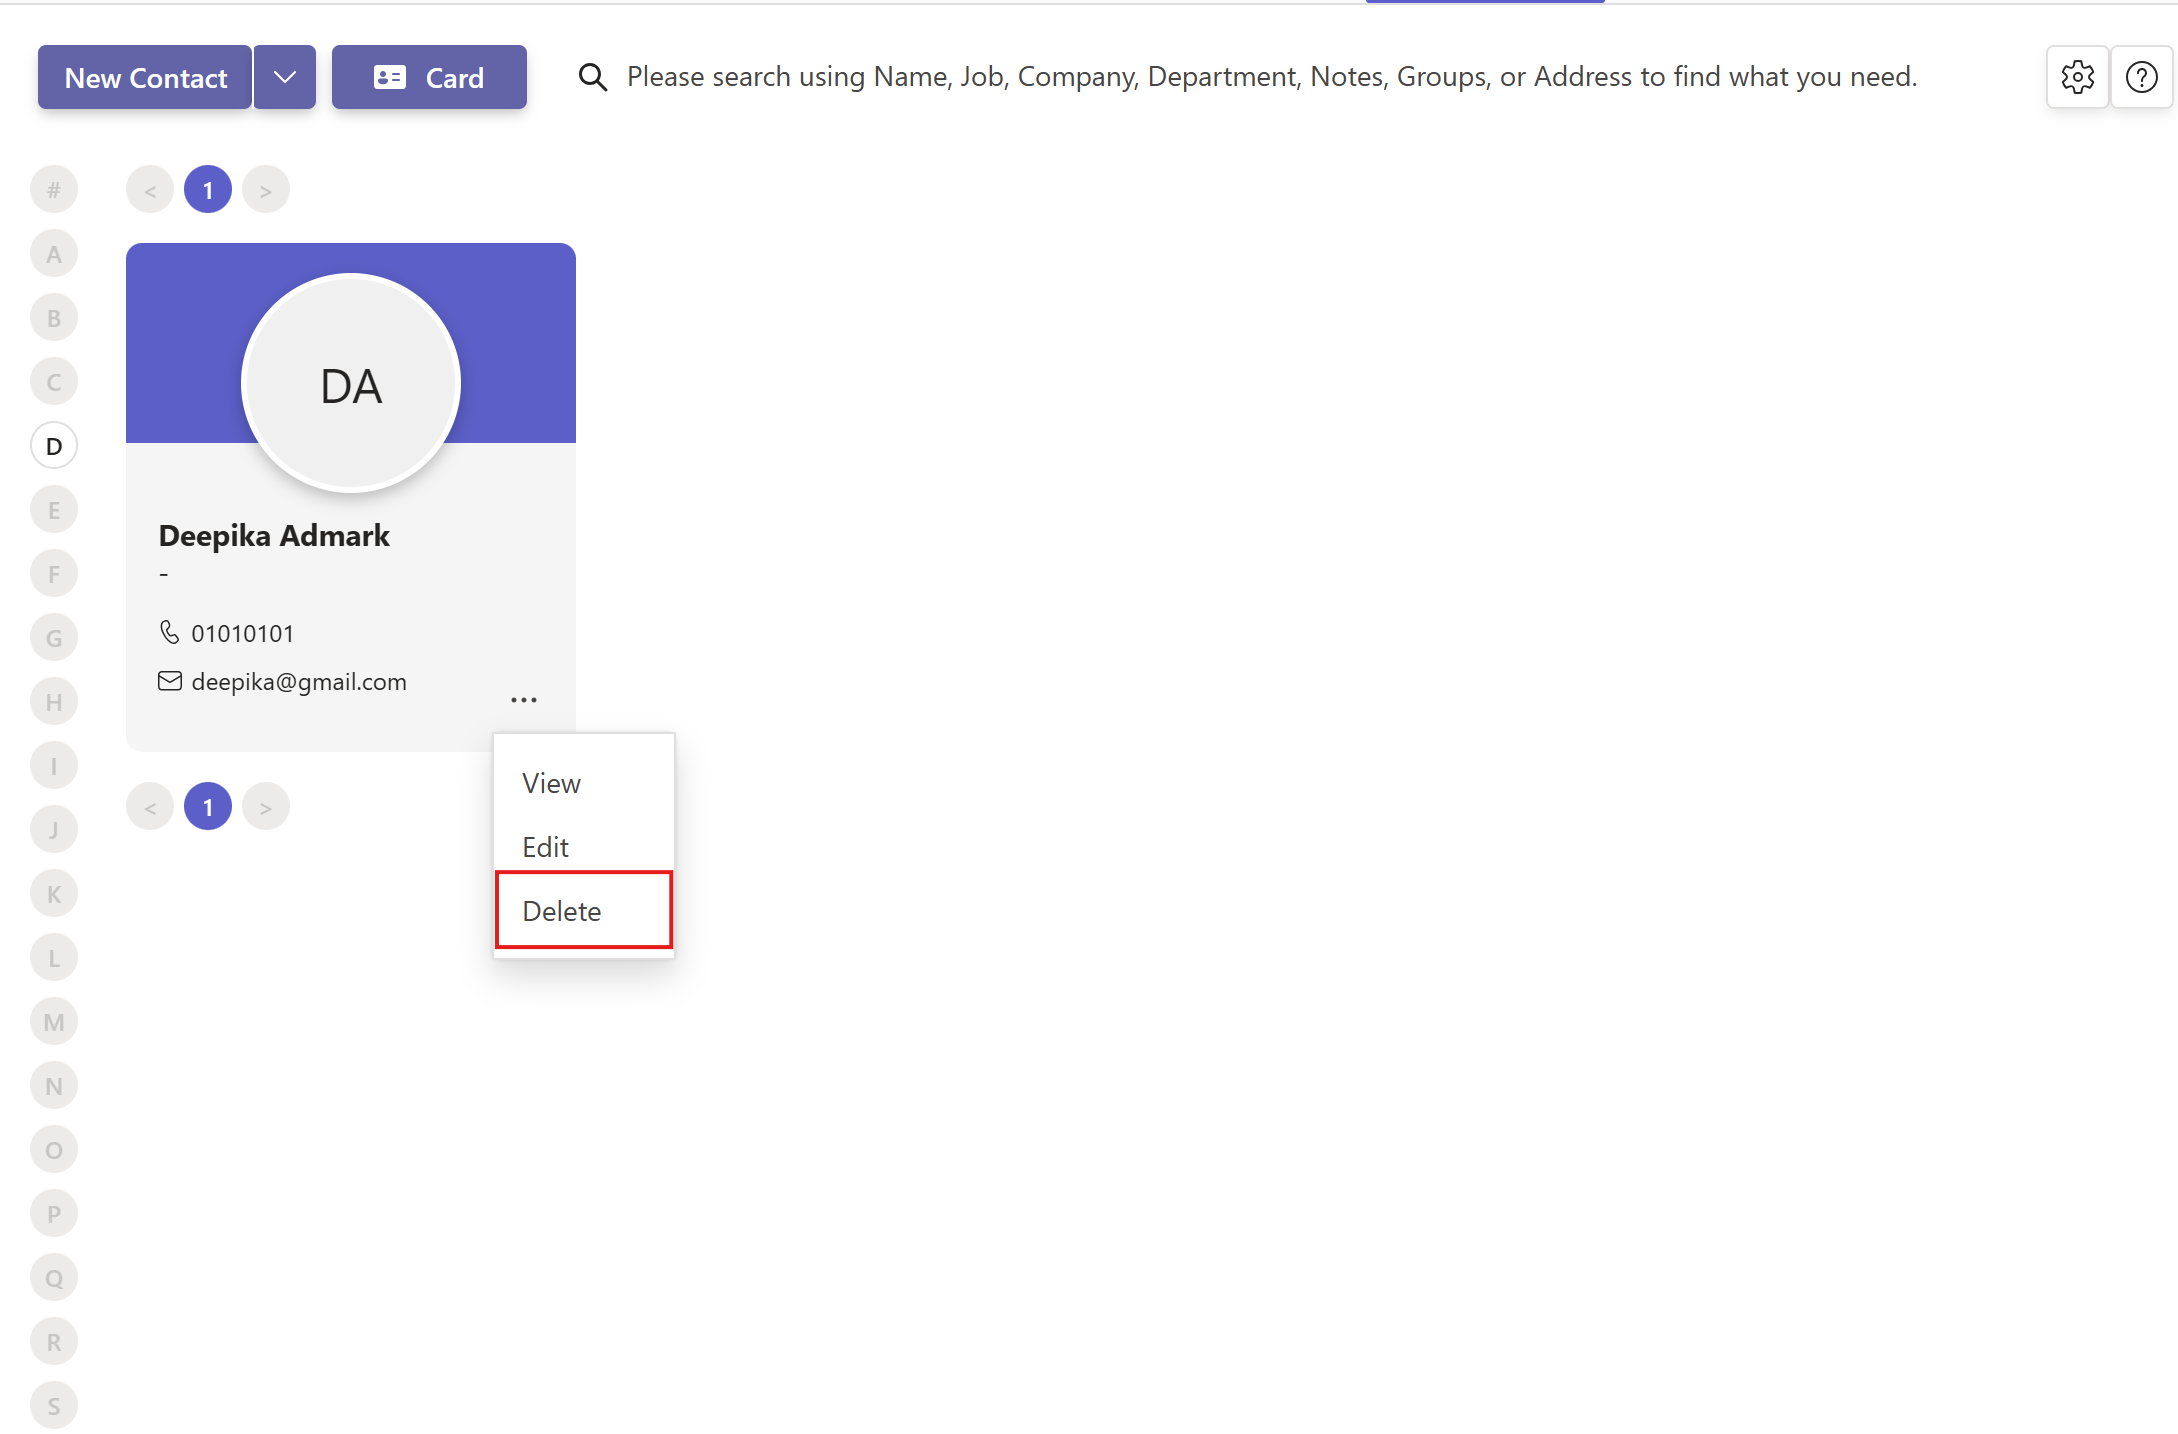 New Contact
Card
Please search using Name, Job, Company, Department, Notes, Groups, or Address to find what you need.
#
A
B
C
D
E
F
G
H
I
J
K
L
M
N
O
P
Q
R
S
< 1 >
DA
Deepika Admark
-
01010101
deepika@gmail.com
...
View
Edit
Delete
< 1 >